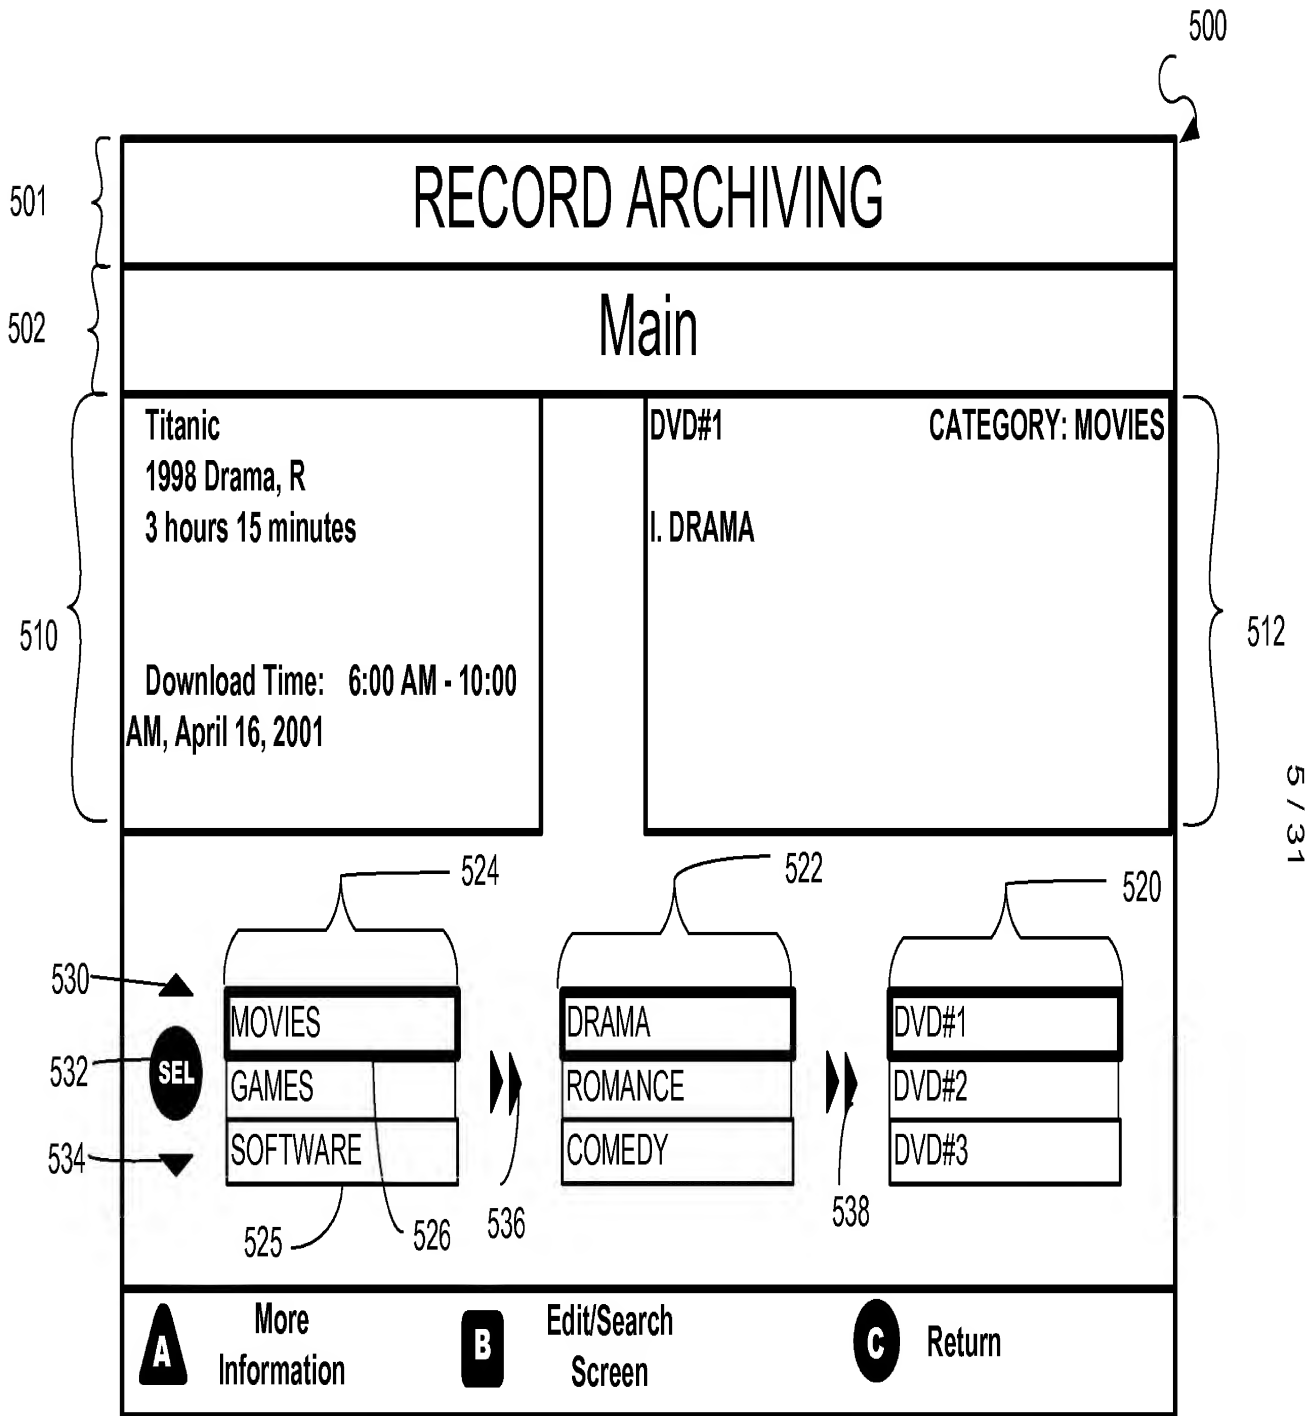 500
RECORD ARCHIVING
501
Main
502
Titanic
1998 Drama, R
3 hours 15 minutes
Download Time: 6:00 AM - 10:00
AM, April 16, 2001
510
DVD#1 CATEGORY: MOVIES
I. DRAMA
512
5 / 31
524
522
520
530
532
534
SEL
MOVIES
GAMES
SOFTWARE
DRAMA
ROMANCE
COMEDY
DVD#1
DVD#2
DVD#3
525
526
536
538
A More
Information
B Edit/Search
Screen
C Return